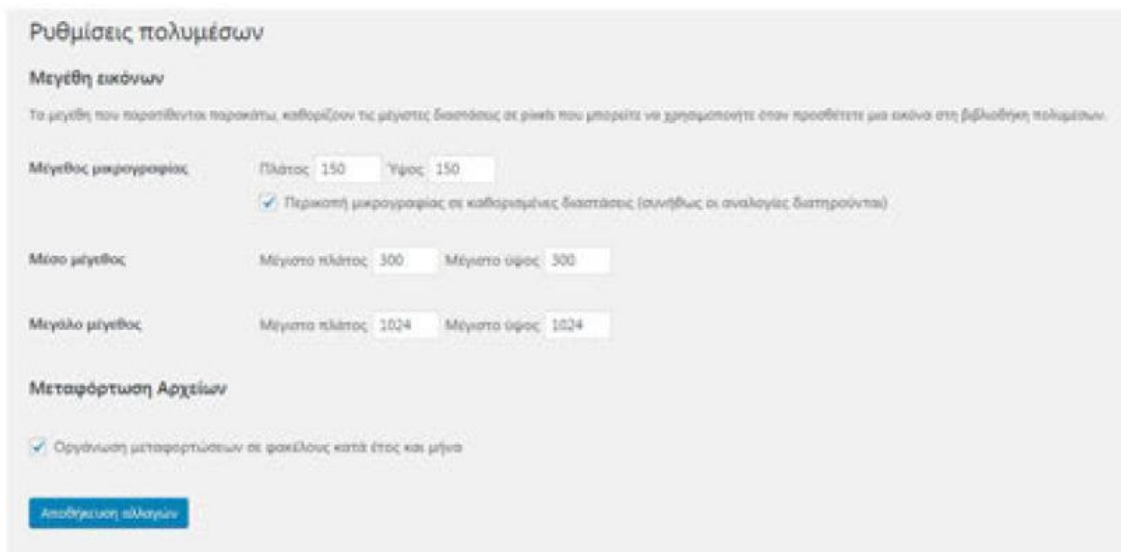 Ρυθμίσεις πολυμέσων
Μεγέθη εικόνων
Τα μεγέθη που παρατίθενται παρακάτω, καθορίζουν τις μέγιστες διαστάσεις σε pixels που μπορείτε να χρησιμοποιήτε όταν προσθέτετε μια εικόνα στη βιβλιοθήκη πολυμέσων.
Μέγεθος μικρογραφίας Πλάτος 150 Ύψος 150
Περικοπή μικρογραφίας σε καθορισμένες διαστάσεις (συνήθως οι αναλογίες διατηρούνται)
Μέσο μέγεθος Μέγιστο πλάτος 300 Μέγιστο ύψος 300
Μεγάλο μέγεθος Μέγιστο πλάτος 1024 Μέγιστο ύψος 1024
Μεταφόρτωση Αρχείων
Οργάνωση μεταφορτώσεων σε φακέλους κατά έτος και μήνα
Αποθήκευση αλλαγών